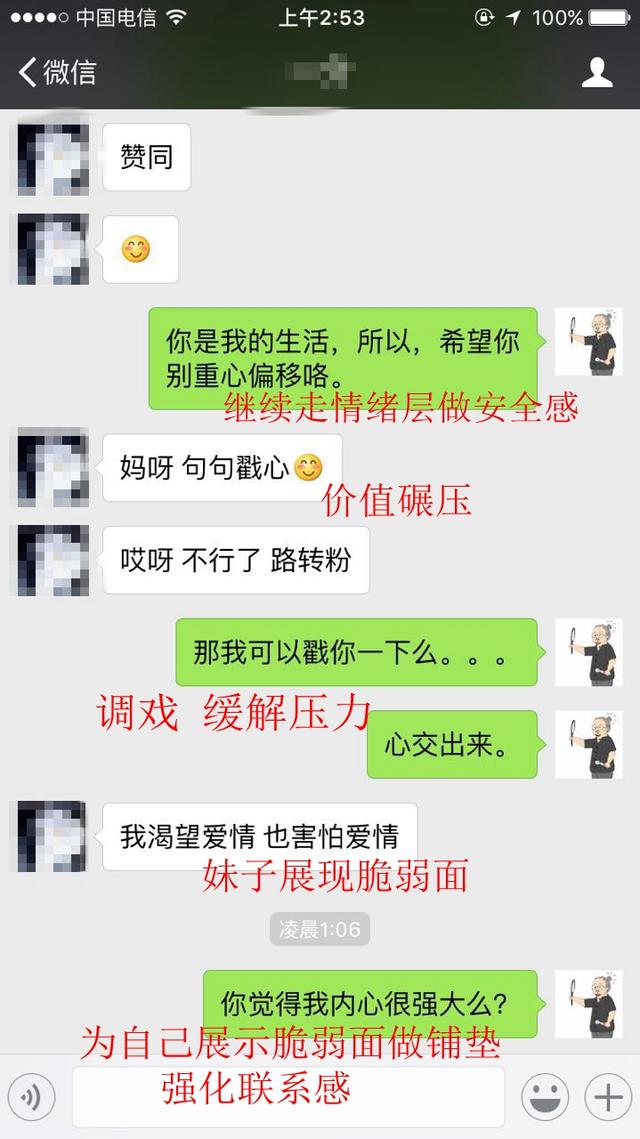 中国电信
上午2:53
100%
微信
赞同
你是我的生活，所以，希望你
别重心偏移咯。
继续走情绪层做安全感
妈呀 句句戳心
价值碾压
哎呀 不行了 路转粉
那我可以戳你一下么。。。
调戏 缓解压力
心交出来。
我渴望爱情 也害怕爱情
妹子展现脆弱面
凌晨1:06
你觉得我内心很强大么？
为自己展示脆弱面做铺垫
强化联系感